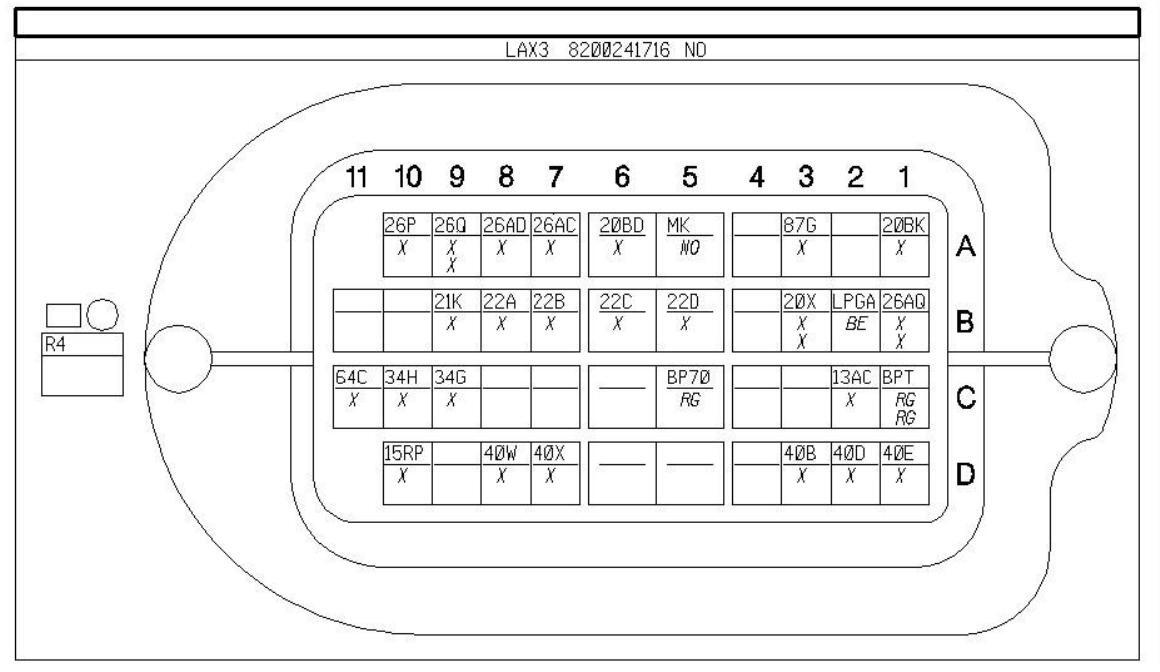 LAX3 8200241716 NO
11 10 9 8 7 6 5 4 3 2 1
26P 26Q 26AD 26AC 20BD MK 87G 20BK
X X X X X NO X X
X
A
21K 22A 22B 22C 22D 20X LPGA 26AQ
X X X X X X BE X
X X
B
R4
64C 34H 34G BP70 13AC BPT
X X X RG X RG
RG
C
15RP 40W 40X 40B 40D 40E
X X X X X X
D